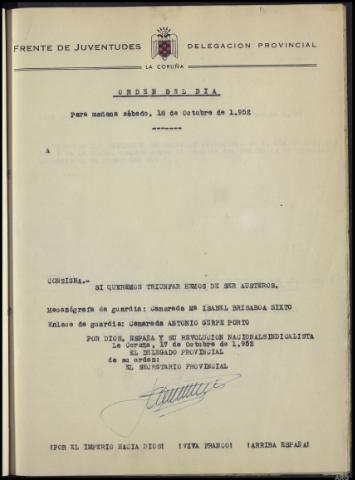 FRENTE DE JUVENTUDES DELEGACION PROVINCIAL
LA CORUÑA
ORDEN DEL DIA
para mañana sábado, 18 de Octubre de 1.952
A
CONSIGNA.-
SI QUEREMOS TRIUNFAR HEMOS DE SER AUSTEROS.
Mecanógrafa de guardia: Camarada Mª ISABEL BRISABOA SIXTO
Enlace de guardia: Camarada ANTONIO GERPE PORTO
POR DIOS, ESPAÑA Y SU REVOLUCION NACIONALSINDICALISTA
La Coruña, 17 de Octubre de 1.952
EL DELEGADO PROVINCIAL
de su orden:
EL SECRETARIO PROVINCIAL
¡POR EL IMPERIO HACIA DIOS! ¡VIVA FRANCO! ¡ARRIBA ESPAÑA!